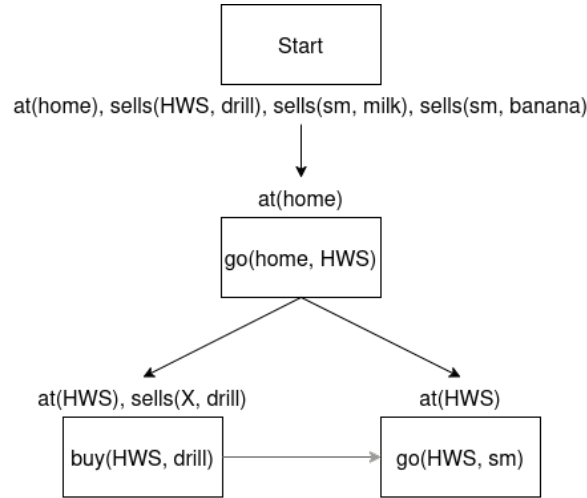 Start
at(home), sells(HWS, drill), sells(sm, milk), sells(sm, banana)
at(home)
go(home, HWS)
at(HWS), sells(X, drill)
at(HWS)
buy(HWS, drill)
go(HWS, sm)